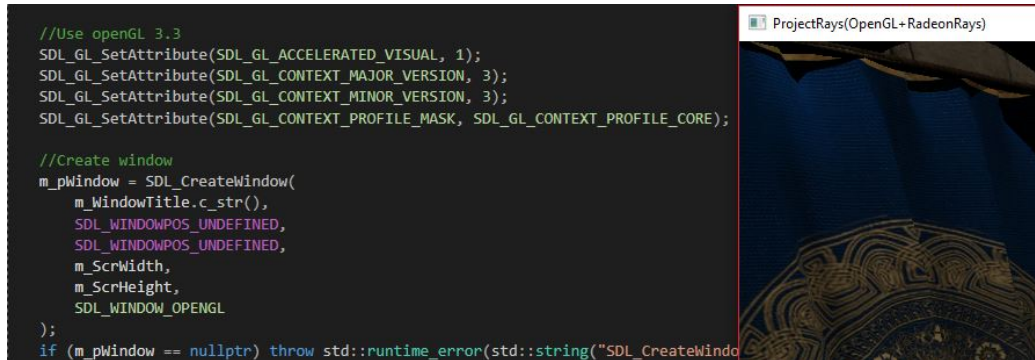 //Use openGL 3.3
SDL_GL_SetAttribute(SDL_GL_ACCELERATED_VISUAL, 1);
SDL_GL_SetAttribute(SDL_GL_CONTEXT_MAJOR_VERSION, 3);
SDL_GL_SetAttribute(SDL_GL_CONTEXT_MINOR_VERSION, 3);
SDL_GL_SetAttribute(SDL_GL_CONTEXT_PROFILE_MASK, SDL_GL_CONTEXT_PROFILE_CORE);
//Create window
m_pWindow = SDL_CreateWindow(
m_WindowTitle.c_str(),
SDL_WINDOWPOS_UNDEFINED,
SDL_WINDOWPOS_UNDEFINED,
m_ScrWidth,
m_ScrHeight,
SDL_WINDOW_OPENGL
);
if (m_pWindow == nullptr) throw std::runtime_error(std::string("SDL_CreateWindo
ProjectRays(OpenGL+RadeonRays)